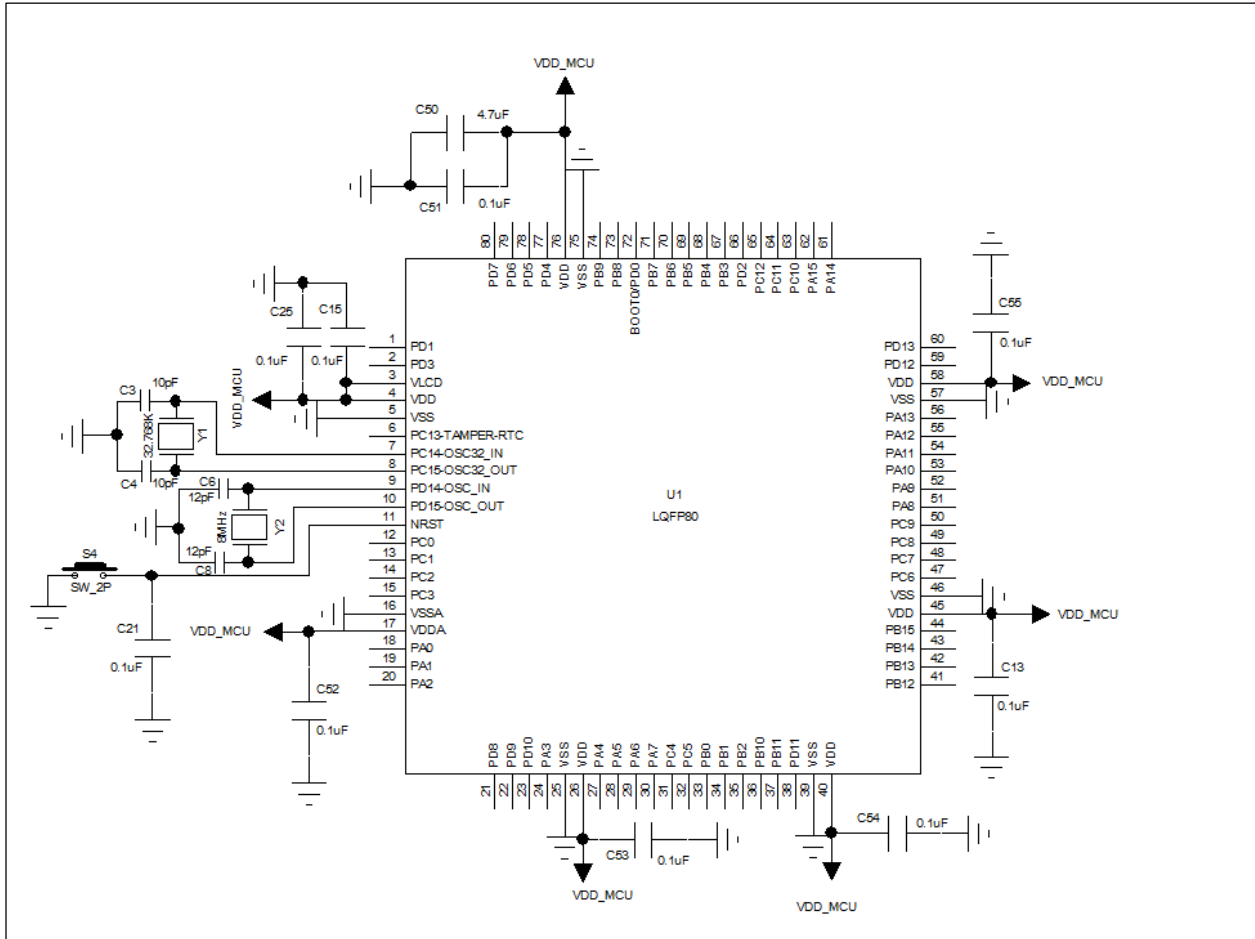 VDD_MCU
C50
4.7uF
C51
0.1uF
80
79
78
77
76
75
74
73
72
71
70
69
68
67
66
65
64
63
62
61
PD7
PD6
PD5
PD4
VDD
VSS
PB9
PB8
BOOT0/PD0
PB7
PB6
PB5
PB4
PB3
PD2
PC12
PC11
PC10
PA15
PA14
C25
C15
0.1uF
0.1uF
VDD_MCU
C55
0.1uF
VDD_MCU
1 PD1
2 PD3
3 VLCD
4 VDD
5 VSS
6 PC13-TAMPER-RTC
7 PC14-OSC32_IN
8 PC15-OSC32_OUT
9 PD14-OSC_IN
10 PD15-OSC_OUT
11 NRST
12 PC0
13 PC1
14 PC2
15 PC3
16 VSSA
17 VDDA
18 PA0
19 PA1
20 PA2
PD13 60
PD12 59
VDD 58
VSS 57
PA13 56
PA12 55
PA11 54
PA10 53
PA9 52
PA8 51
PC9 50
PC8 49
PC7 48
PC6 47
VSS 46
VDD 45
PB15 44
PB14 43
PB13 42
PB12 41
C3
10pF
32.768K
Y1
C4
10pF
C6
12pF
8MHz
Y2
12pF
C8
U1
LQFP80
S4
SW_2P
C21
0.1uF
VDD_MCU
C52
0.1uF
VDD_MCU
C13
0.1uF
PD8
PD9
PD10
PA3
VSS
VDD
PA4
PA5
PA6
PA7
PC4
PC5
PB0
PB1
PB2
PB10
PB11
PD11
VSS
VDD
21
22
23
24
25
26
27
28
29
30
31
32
33
34
35
36
37
38
39
40
C53
0.1uF
VDD_MCU
C54
0.1uF
VDD_MCU